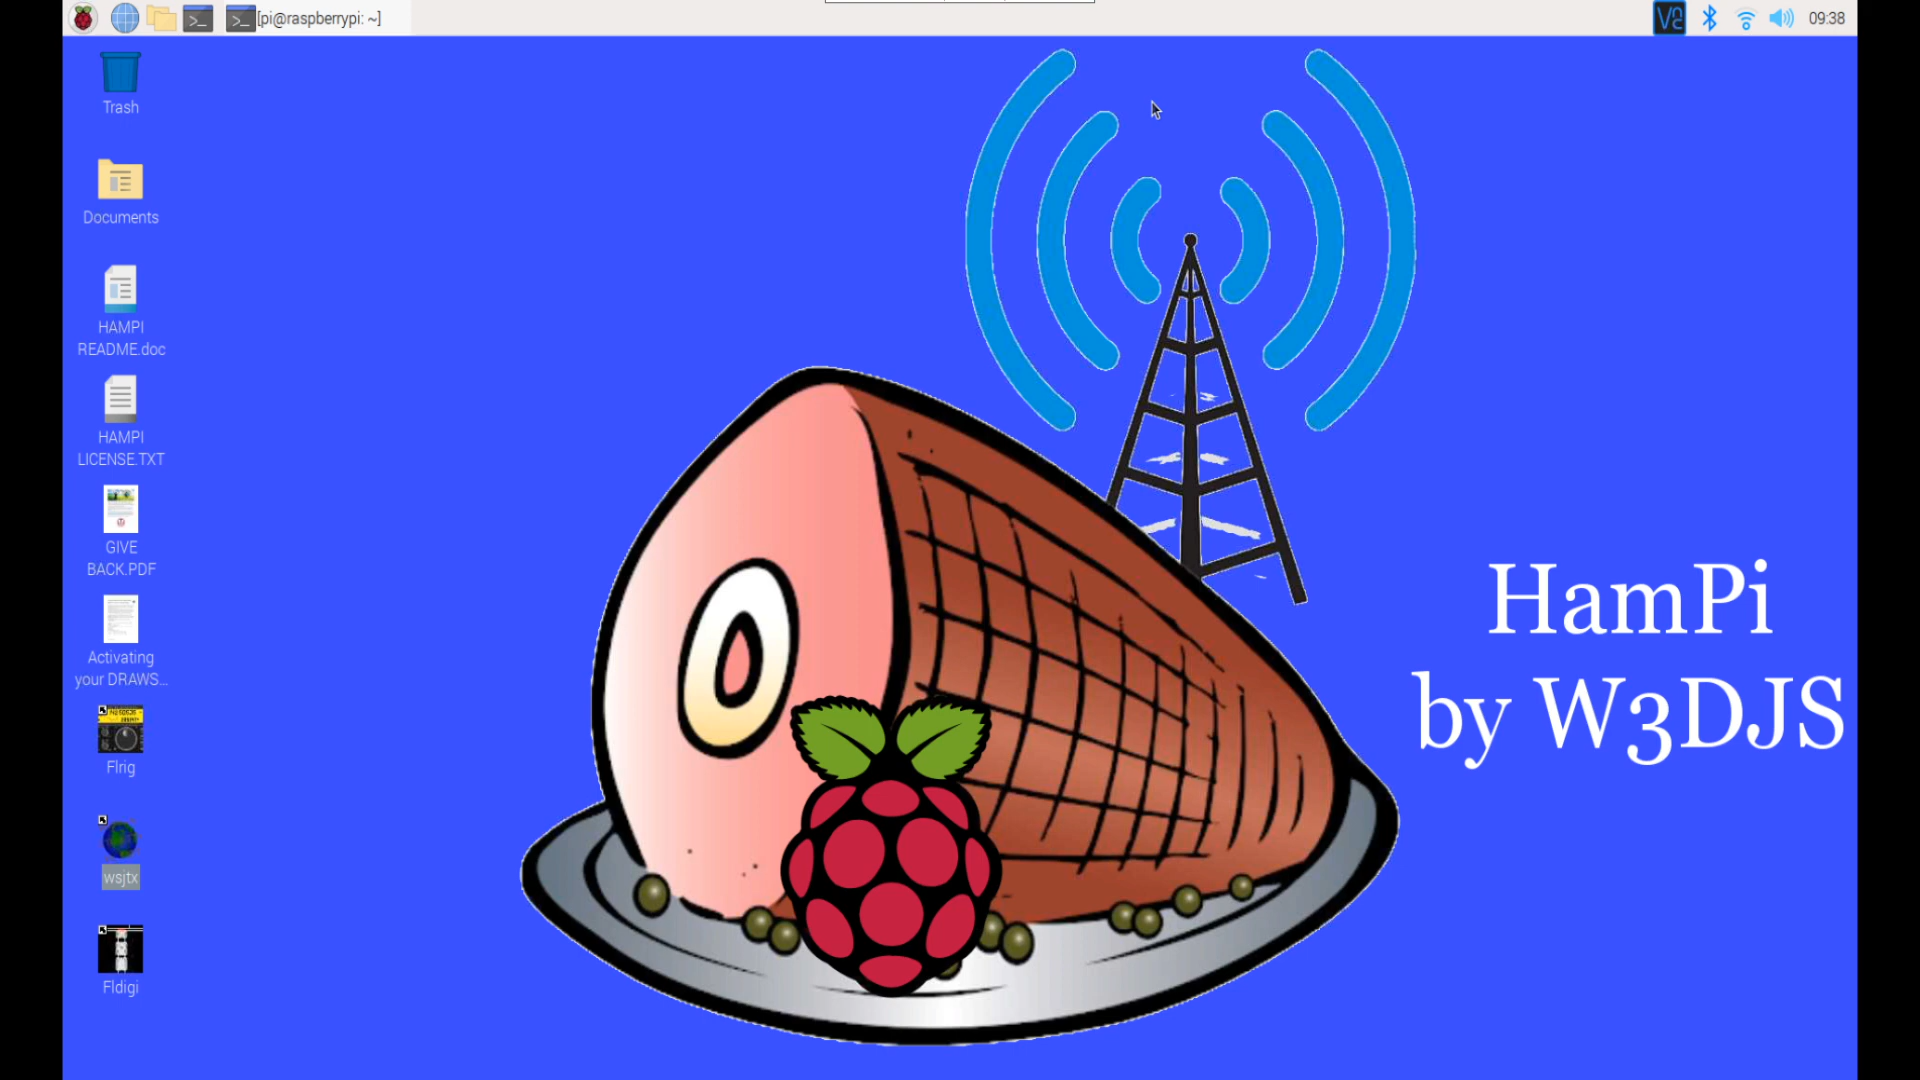 [pi@raspberrypi: ~]
09:38
Trash
Documents
HAMPI
README.doc
HAMPI
LICENSE.TXT
GIVE
BACK.PDF
Activating
your DRAWS...
Flrig
wsjtx
Fldigi
HamPi
by W3DJS